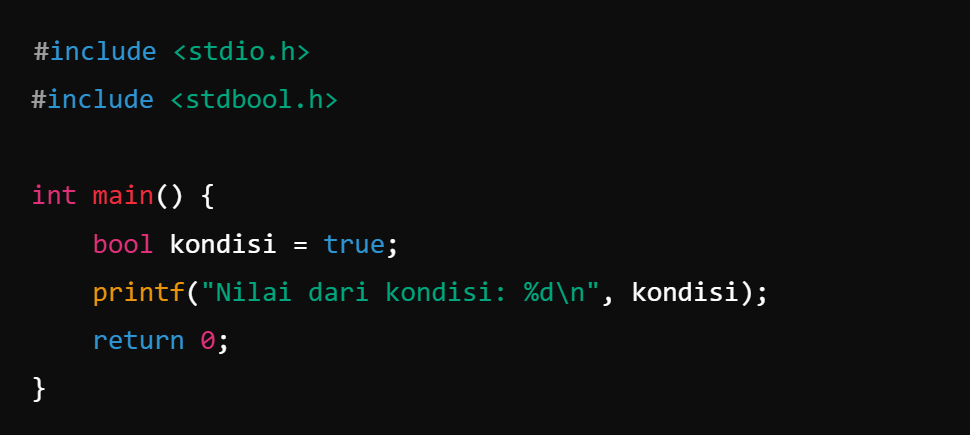 #include <stdio.h>
#include <stdbool.h>
int main() {
    bool kondisi = true;
    printf("Nilai dari kondisi: %d\n", kondisi);
    return 0;
}